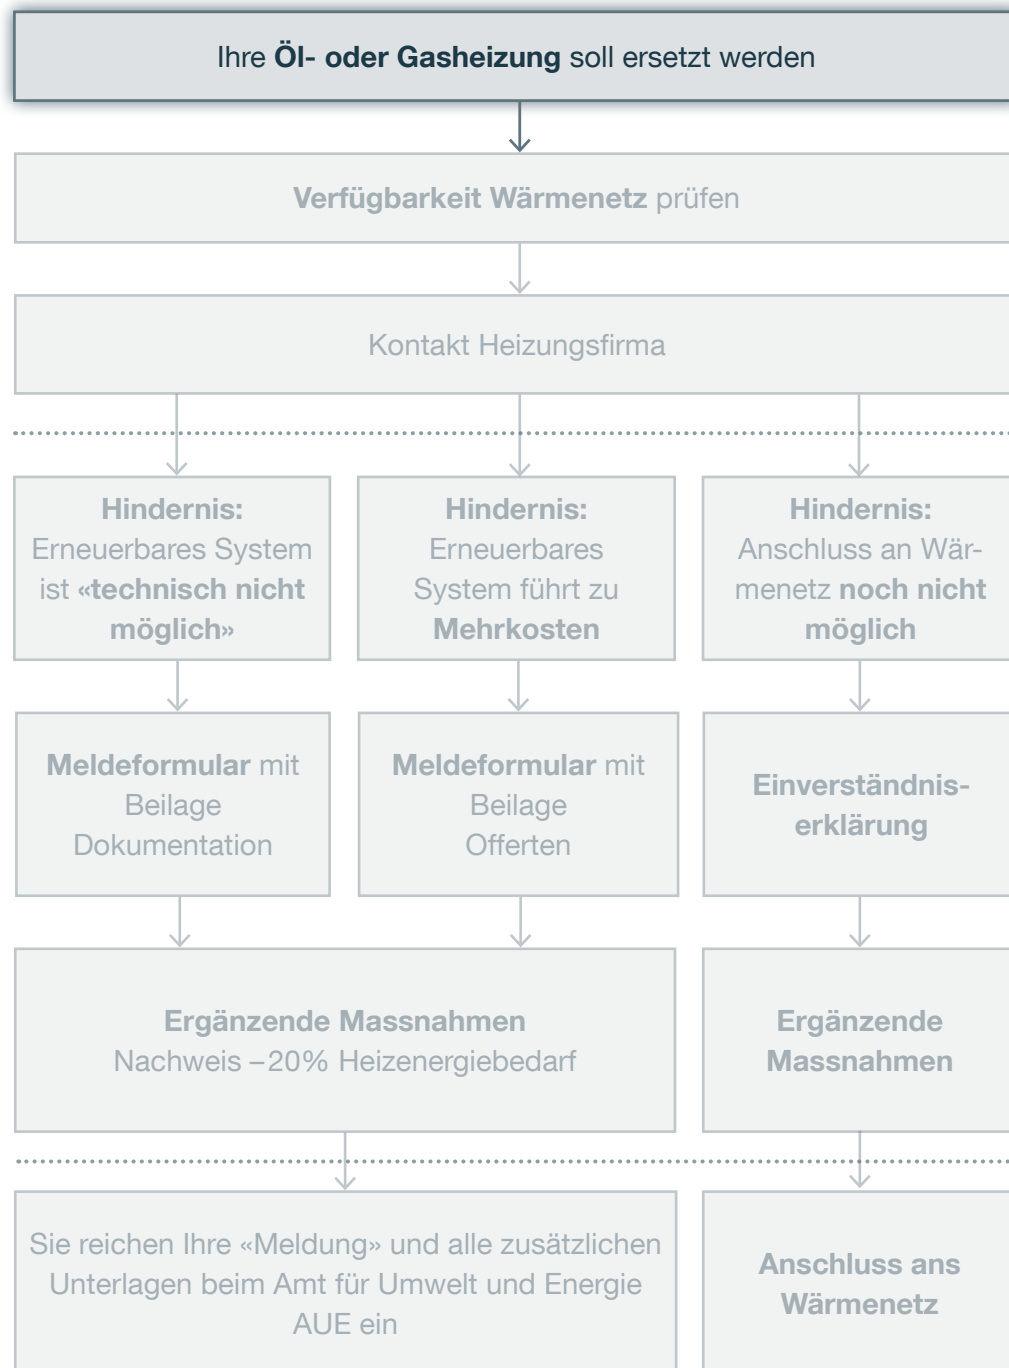 Ihre Öl- oder Gasheizung soll ersetzt werden
Verfügbarkeit Wärmenetz prüfen
Kontakt Heizungsfirma
Hindernis:
Erneuerbares System
ist «technisch nicht
möglich»
Hindernis:
Erneuerbares
System führt zu
Mehrkosten
Hindernis:
Anschluss an Wär-
menetz noch nicht
möglich
Meldeformular mit
Beilage
Dokumentation
Meldeformular mit
Beilage
Offerten
Einverständnis-
erklärung
Ergänzende Massnahmen
Nachweis –20% Heizenergiebedarf
Ergänzende
Massnahmen
Sie reichen Ihre «Meldung» und alle zusätzlichen
Unterlagen beim Amt für Umwelt und Energie
AUE ein
Anschluss ans
Wärmenetz